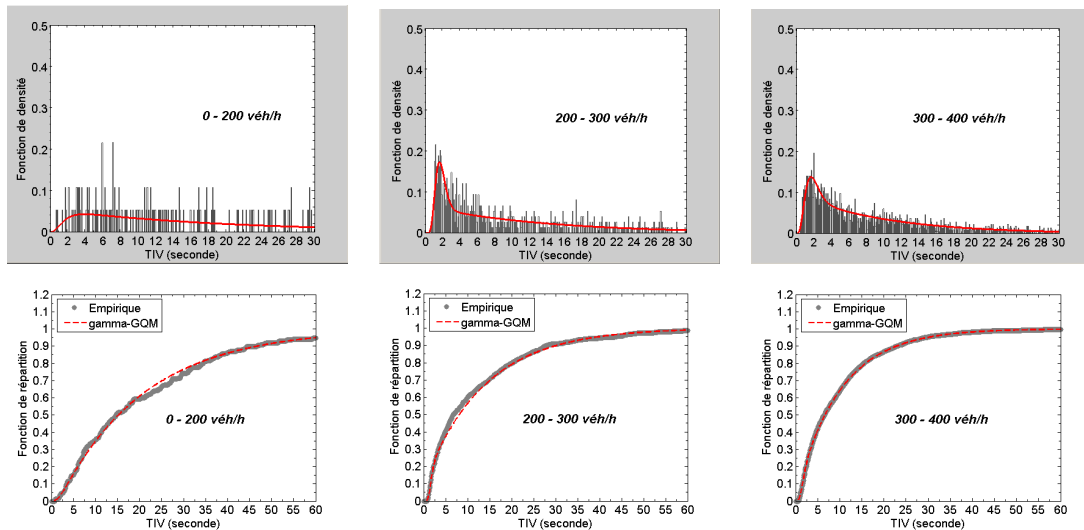 0.5
0.4
0.3
0.2
0.1
0
Fonction de densité
0 - 200 véh/h
0 2 4 6 8 10 12 14 16 18 20 22 24 26 28 30
TIV (seconde)
0.5
0.4
0.3
0.2
0.1
0
Fonction de densité
200 - 300 véh/h
0 2 4 6 8 10 12 14 16 18 20 22 24 26 28 30
TIV (seconde)
0.5
0.4
0.3
0.2
0.1
0
Fonction de densité
300 - 400 véh/h
0 2 4 6 8 10 12 14 16 18 20 22 24 26 28 30
TIV (seconde)
1.2
1.1
1
0.9
0.8
0.7
0.6
0.5
0.4
0.3
0.2
0.1
0
Fonction de répartition
Empirique
gamma-GQM
0 - 200 véh/h
0 5 10 15 20 25 30 35 40 45 50 55 60
TIV (seconde)
1.2
1.1
1
0.9
0.8
0.7
0.6
0.5
0.4
0.3
0.2
0.1
0
Fonction de répartition
Empirique
gamma-GQM
200 - 300 véh/h
0 5 10 15 20 25 30 35 40 45 50 55 60
TIV (seconde)
1.2
1.1
1
0.9
0.8
0.7
0.6
0.5
0.4
0.3
0.2
0.1
0
Fonction de répartition
Empirique
gamma-GQM
300 - 400 véh/h
0 5 10 15 20 25 30 35 40 45 50 55 60
TIV (seconde)